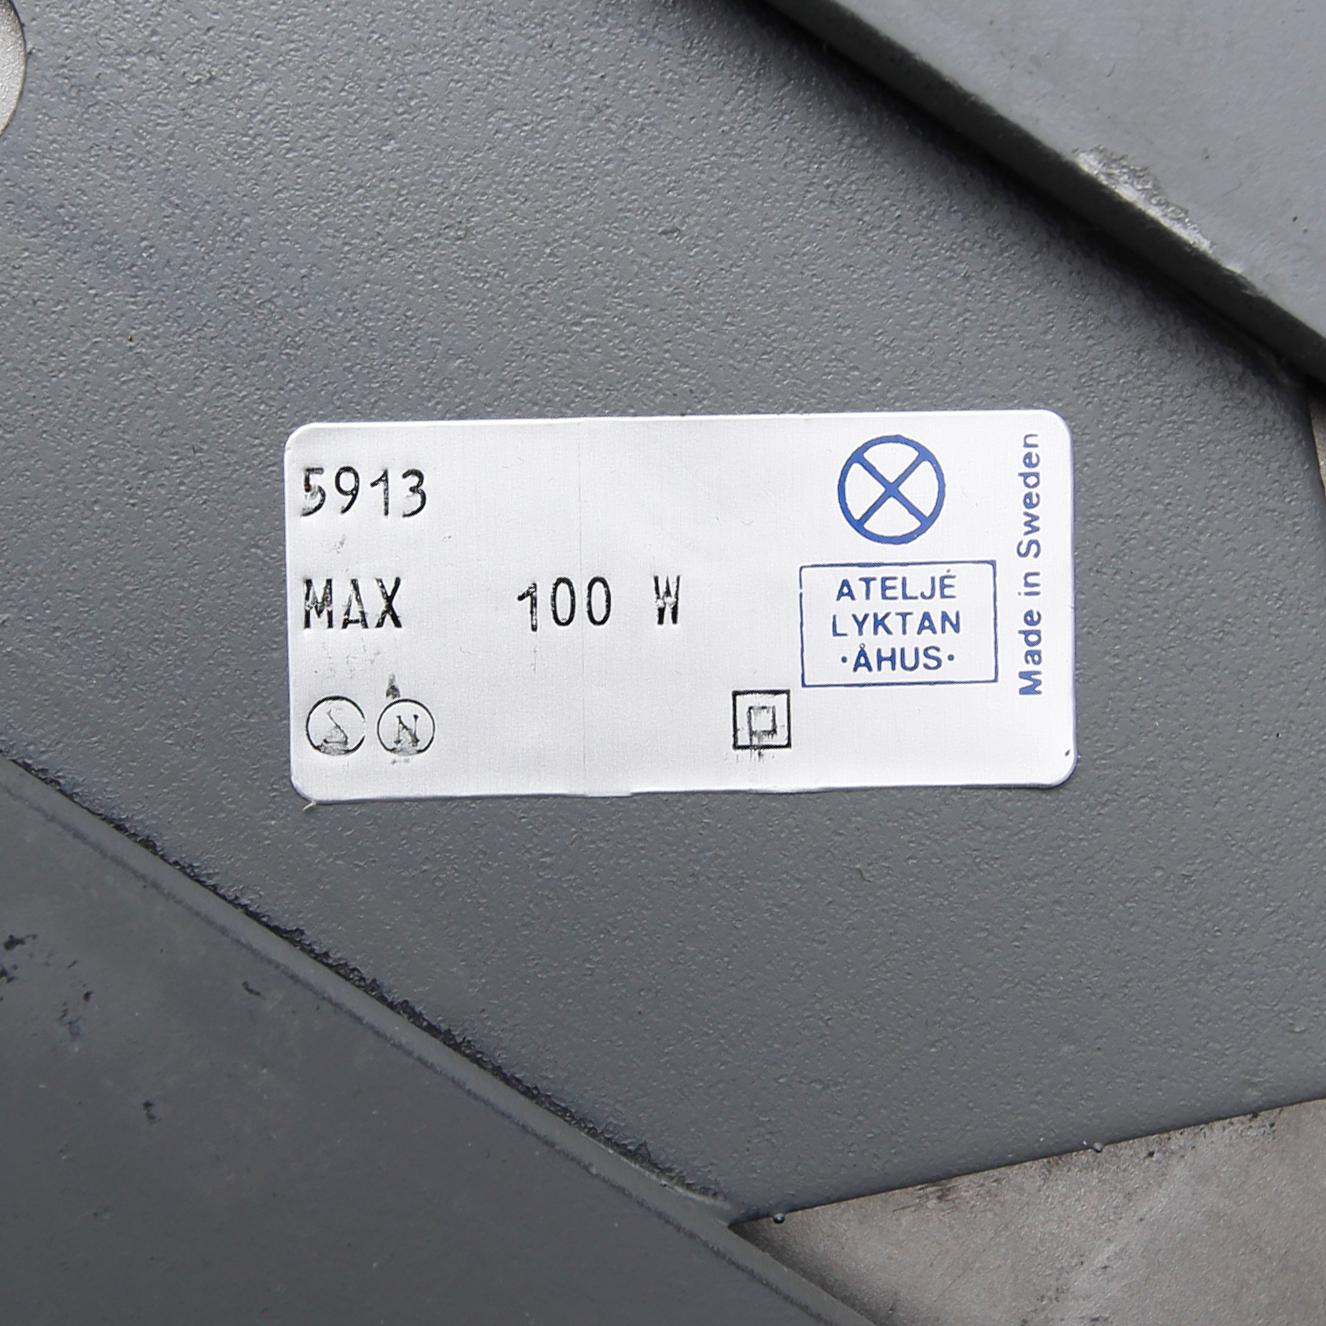 5913
MAX 100 W
S N
ATELJÉ
LYKTAN
·ÅHUS·
Made in Sweden